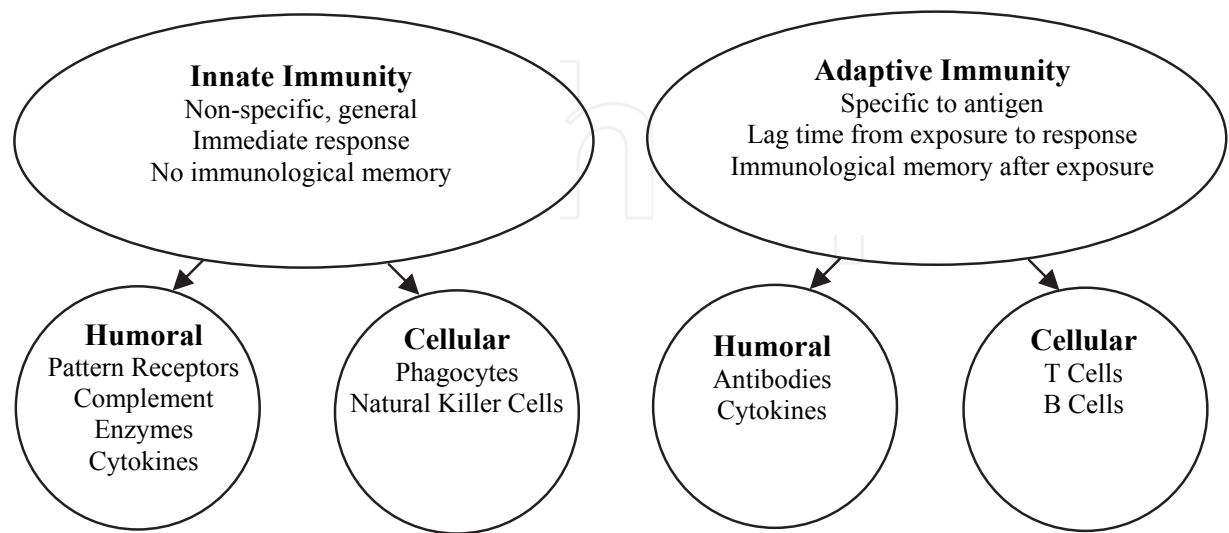 Innate Immunity
Non-specific, general
Immediate response
No immunological memory
Adaptive Immunity
Specific to antigen
Lag time from exposure to response
Immunological memory after exposure
Humoral
Pattern Receptors
Complement
Enzymes
Cytokines
Cellular
Phagocytes
Natural Killer Cells
Humoral
Antibodies
Cytokines
Cellular
T Cells
B Cells